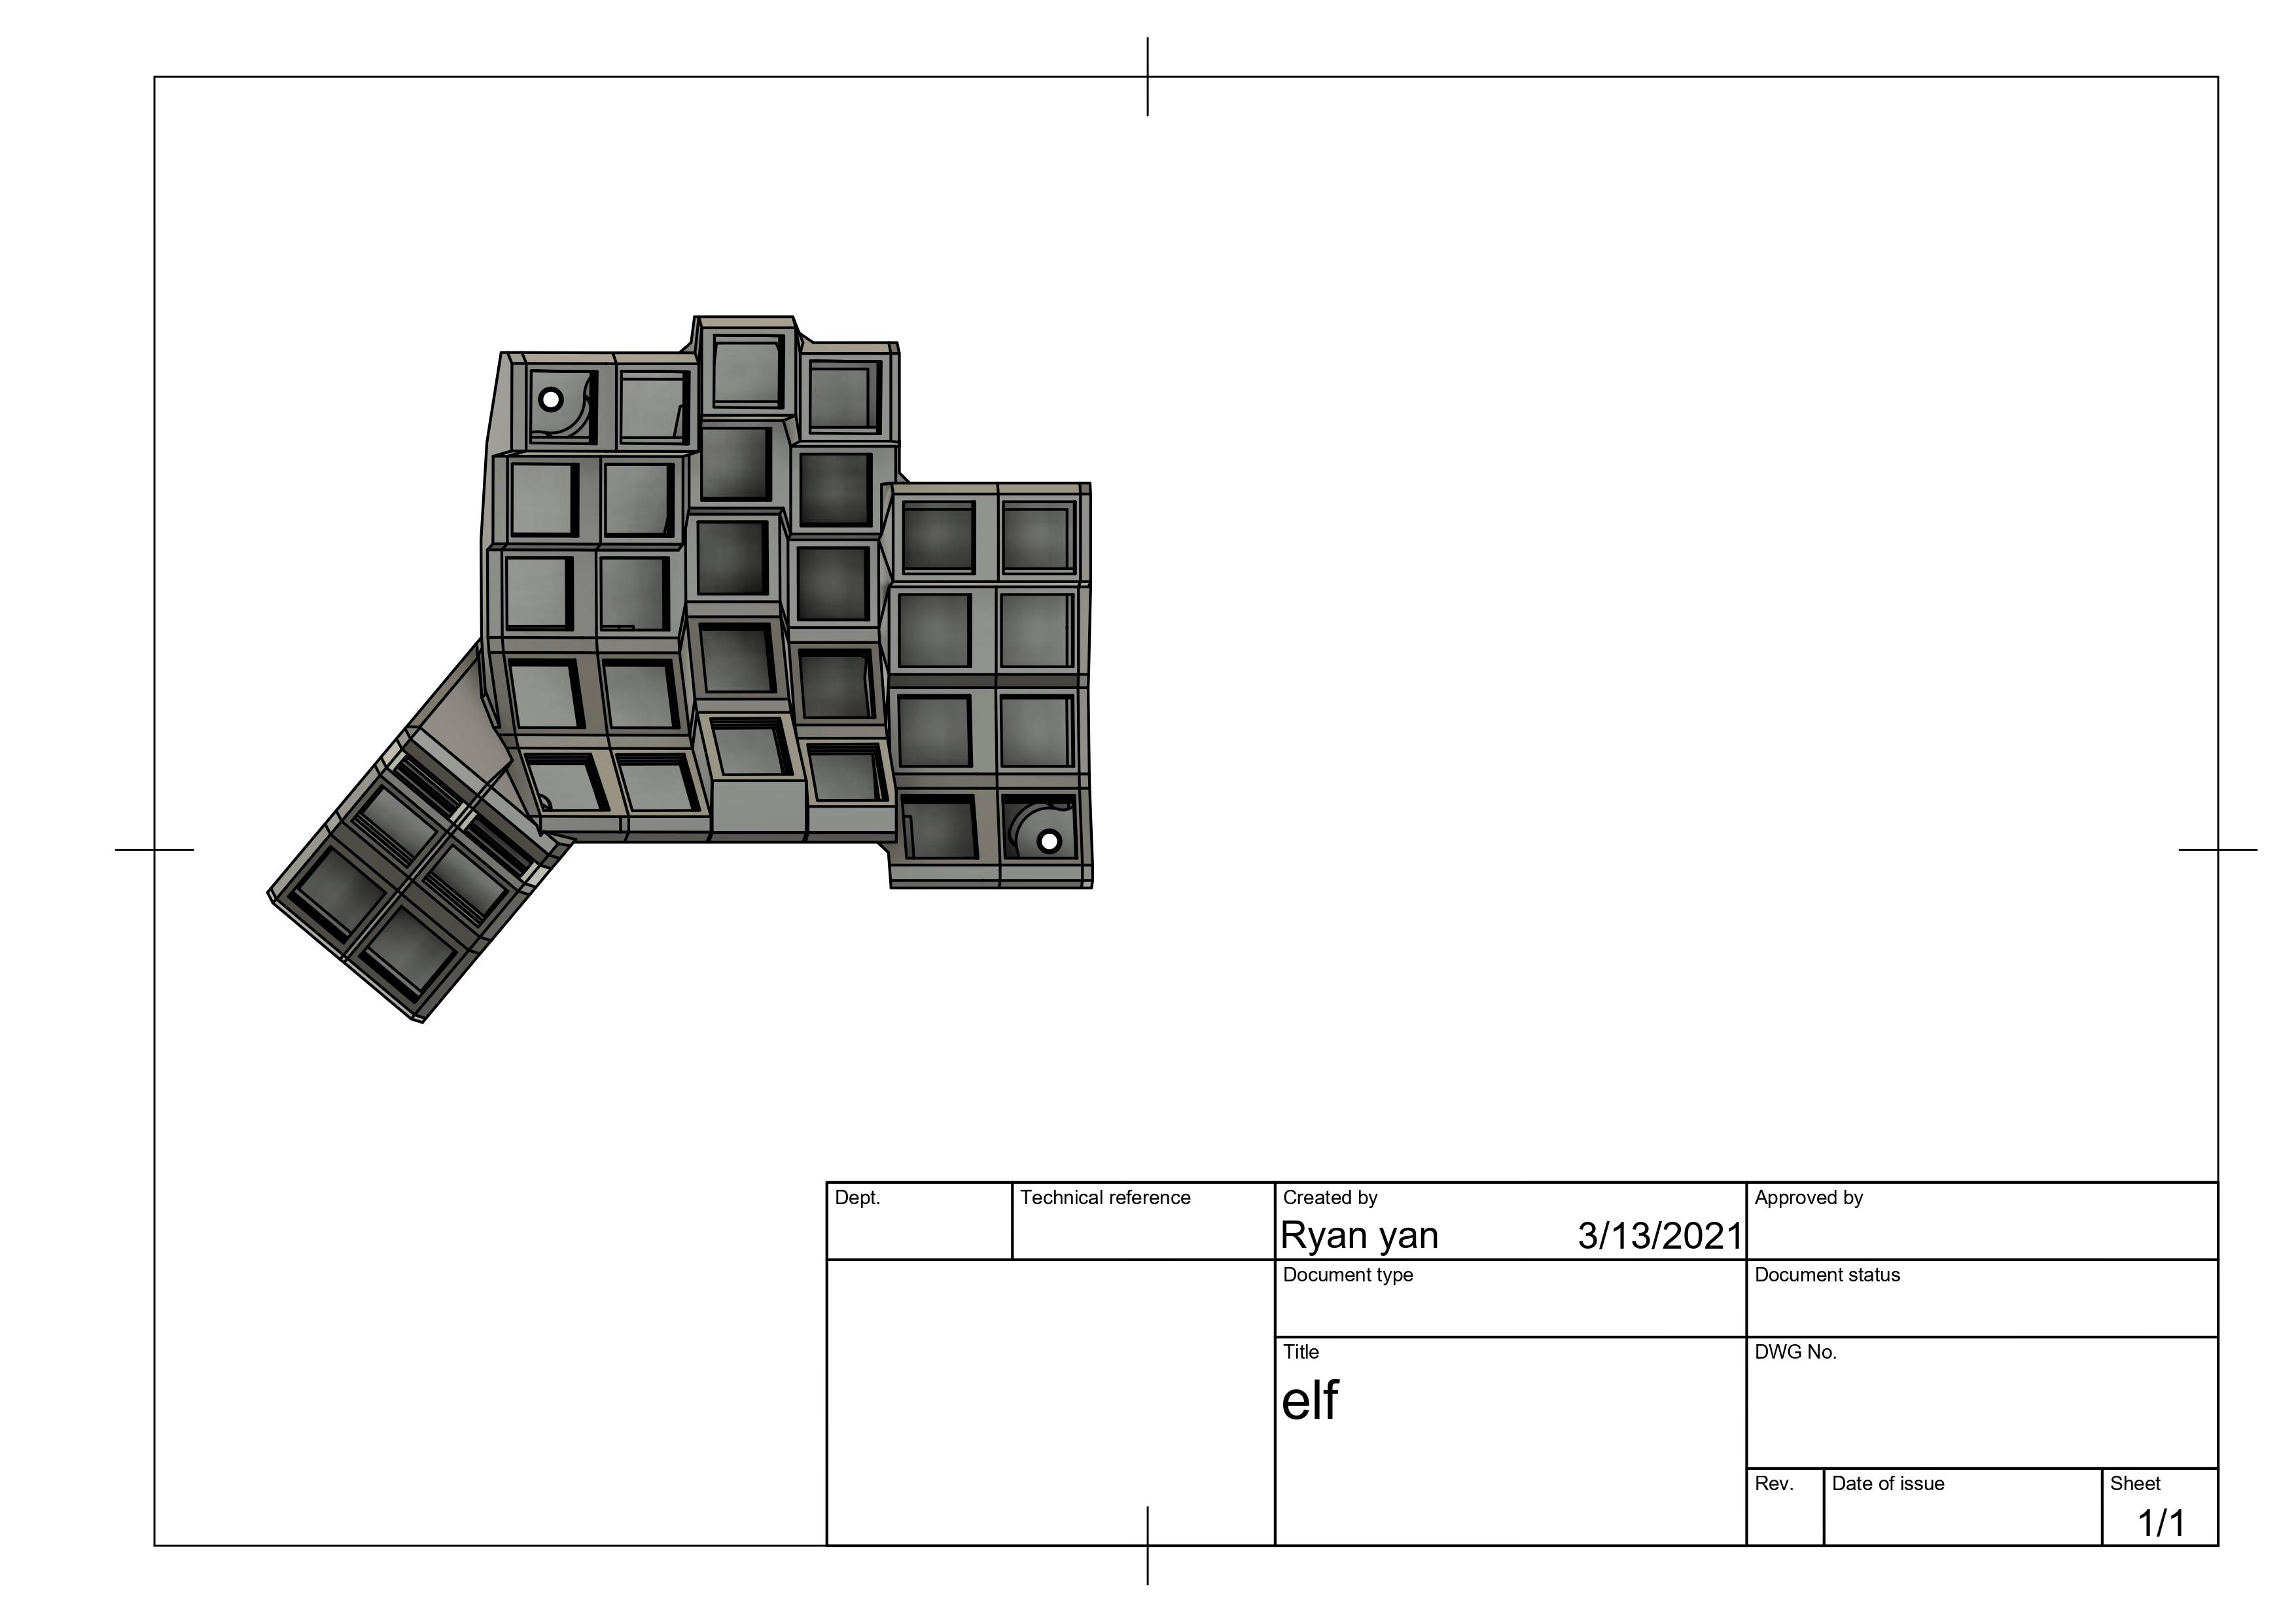 Dept.
Technical reference
Created by
Approved by
Ryan yan 3/13/2021
Document type
Document status
Title
DWG No.
elf
Rev.
Date of issue
Sheet
1/1